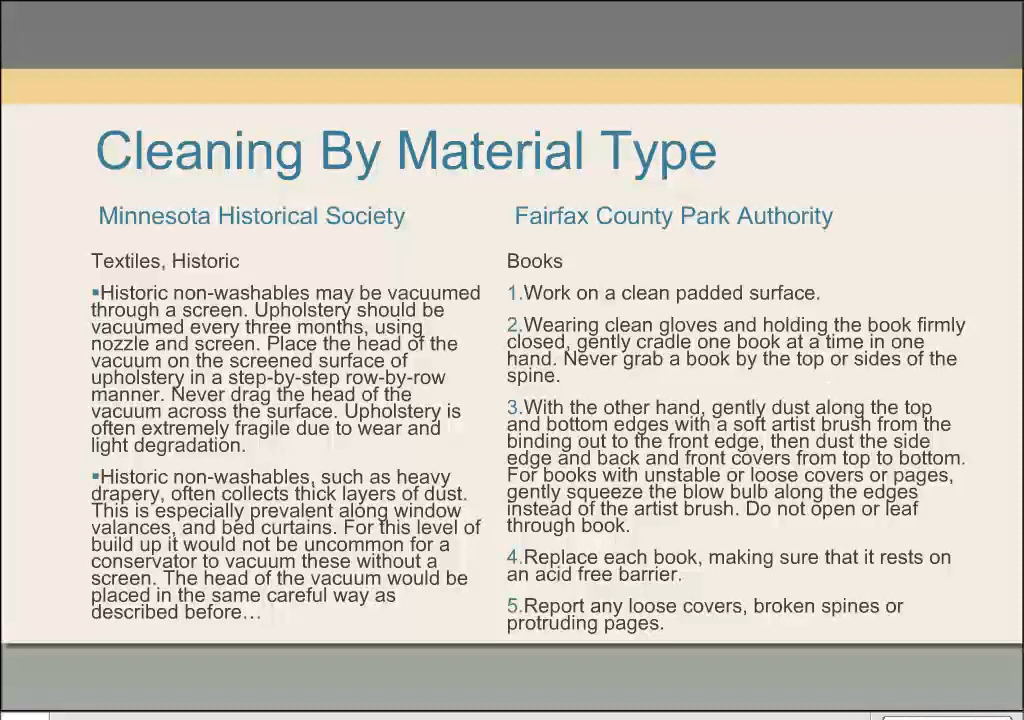 Cleaning By Material Type
Minnesota Historical Society
Textiles, Historic
▪Historic non-washables may be vacuumed
through a screen. Upholstery should be
vacuumed every three months, using
nozzle and screen. Place the head of the
vacuum on the screened surface of
upholstery in a step-by-step row-by-row
manner. Never drag the head of the
vacuum across the surface. Upholstery is
often extremely fragile due to wear and
light degradation.
▪Historic non-washables, such as heavy
drapery, often collects thick layers of dust.
This is especially prevalent along window
valances, and bed curtains. For this level of
build up it would not be uncommon for a
conservator to vacuum these without a
screen. The head of the vacuum would be
placed in the same careful way as
described before…
Fairfax County Park Authority
Books
1.Work on a clean padded surface.
2.Wearing clean gloves and holding the book firmly
closed, gently cradle one book at a time in one
hand. Never grab a book by the top or sides of the
spine.
3.With the other hand, gently dust along the top
and bottom edges with a soft artist brush from the
binding out to the front edge, then dust the side
edge and back and front covers from top to bottom.
For books with unstable or loose covers or pages,
gently squeeze the blow bulb along the edges
instead of the artist brush. Do not open or leaf
through book.
4.Replace each book, making sure that it rests on
an acid free barrier.
5.Report any loose covers, broken spines or
protruding pages.